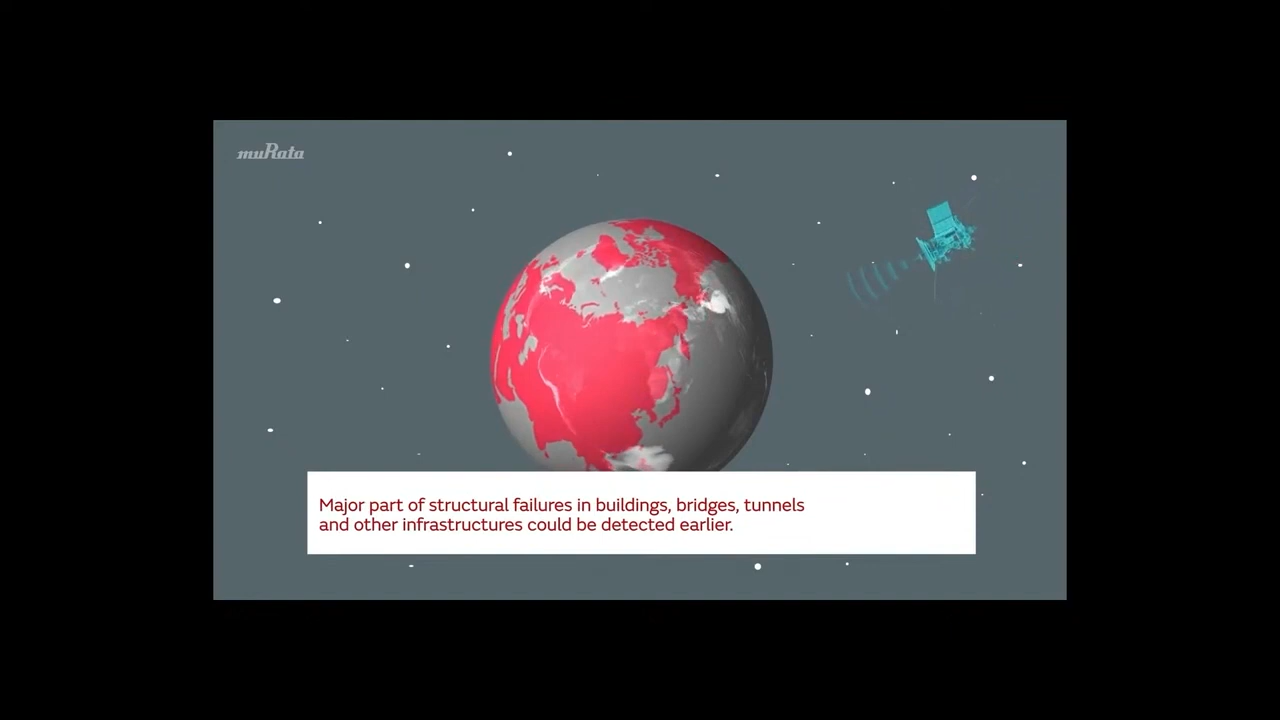 muRata
Major part of structural failures in buildings, bridges, tunnels
and other infrastructures could be detected earlier.